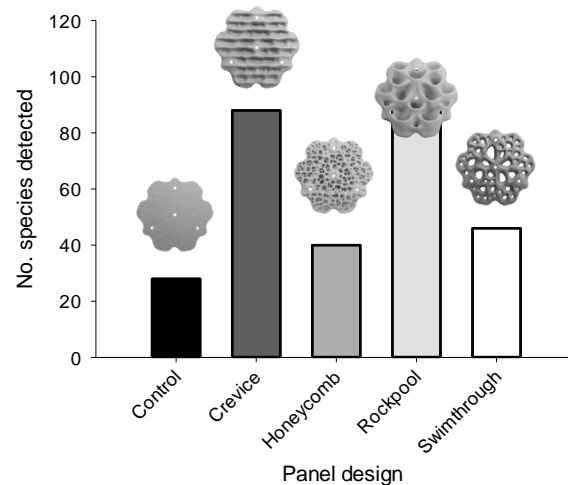 No. species detected
120
100
80
60
40
20
0
Control
Crevice
Honeycomb
Rockpool
Swimthrough
Panel design